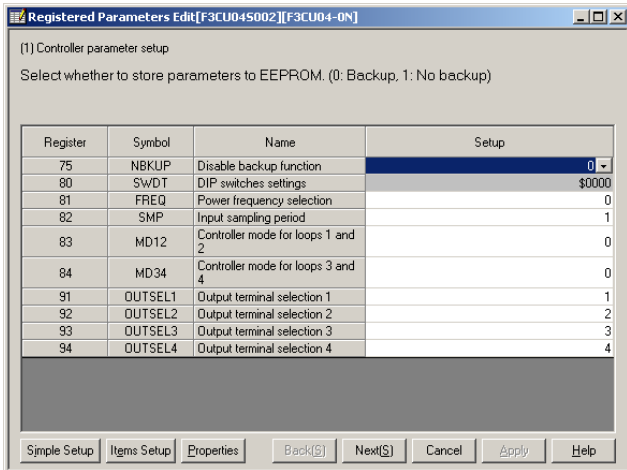 Registered Parameters Edit[F3CU04S002][F3CU04-0N]
(1) Controller parameter setup
Select whether to store parameters to EEPROM. (0: Backup, 1: No backup)
Register Symbol Name Setup
75 NBKUP Disable backup function 0
80 SWDT DIP switches settings $0000
81 FREQ Power frequency selection 0
82 SMP Input sampling period 1
83 MD12 Controller mode for loops 1 and 2 0
84 MD34 Controller mode for loops 3 and 4 0
91 OUTSEL1 Output terminal selection 1 1
92 OUTSEL2 Output terminal selection 2 2
93 OUTSEL3 Output terminal selection 3 3
94 OUTSEL4 Output terminal selection 4 4
Simple Setup Items Setup Properties Back(S) Next(S) Cancel Apply Help